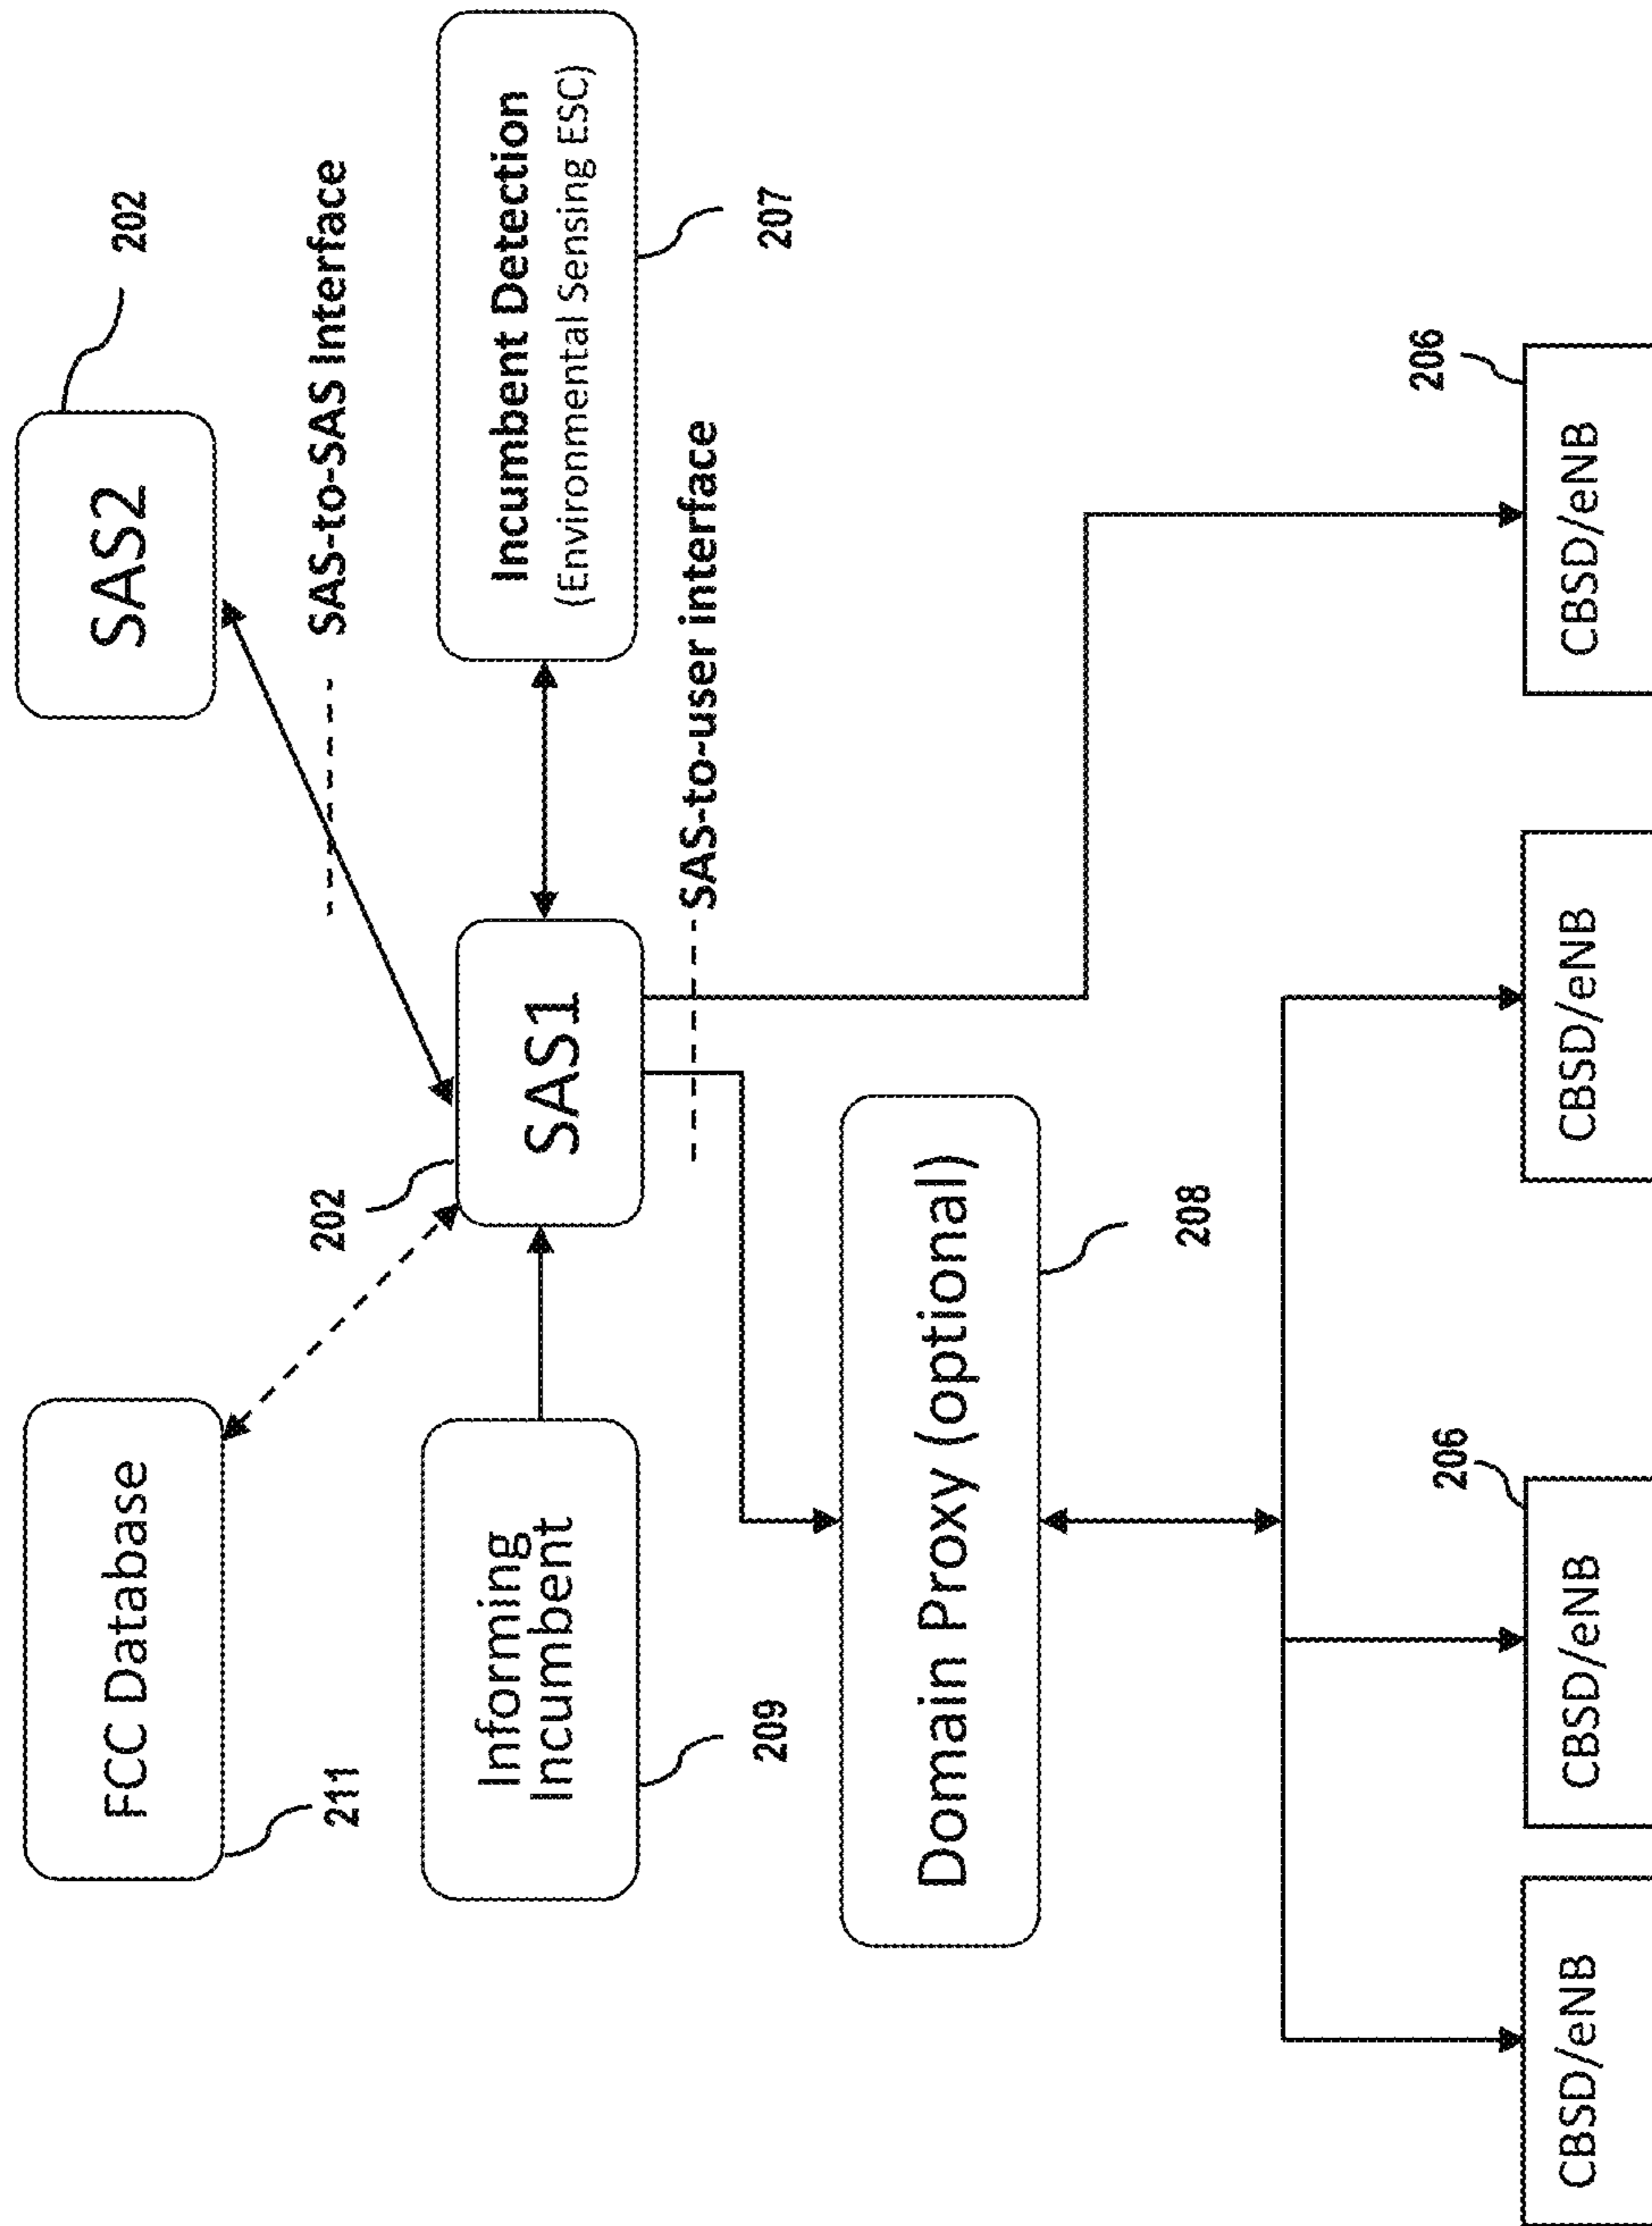 FCC Database
211
SAS2
202
SAS-to-SAS Interface
202
Informing
Incumbent
209
SAS1
Incumbent Detection
(Environmental Sensing ESC)
207
SAS-to-user interface
Domain Proxy (optional)
208
206
206
CBSD/eNB
CBSD/eNB
CBSD/eNB
CBSD/eNB